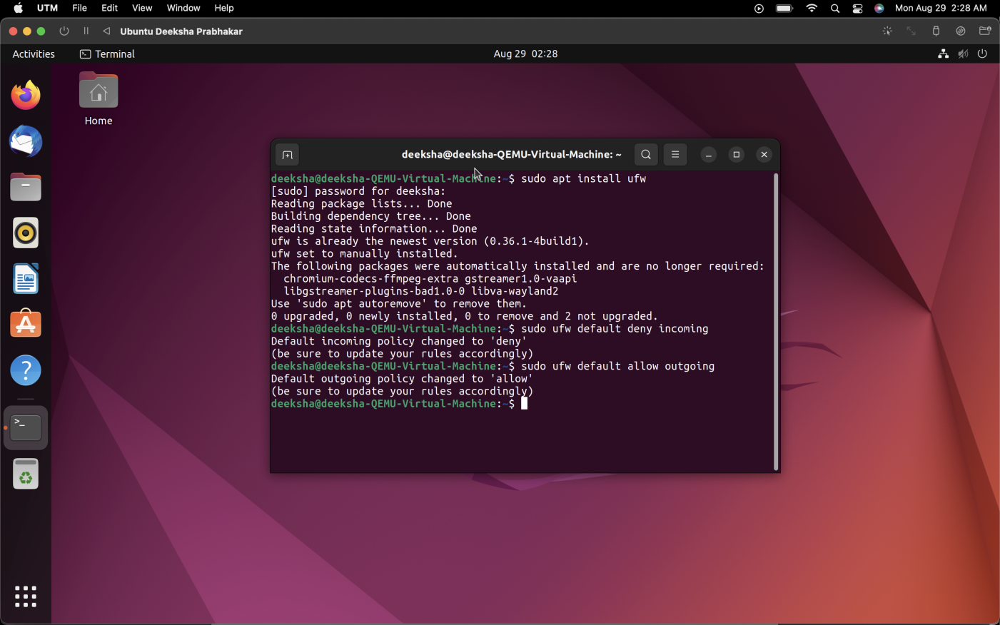 UTM File Edit View Window Help Mon Aug 29 2:28 AM
Ubuntu Deeksha Prabhakar
Activities Terminal Aug 29 02:28
Home
deeksha@deeksha-QEMU-Virtual-Machine: ~
deeksha@deeksha-QEMU-Virtual-Machine:~$ sudo apt install ufw
[sudo] password for deeksha:
Reading package lists... Done
Building dependency tree... Done
Reading state information... Done
ufw is already the newest version (0.36.1-4build1).
ufw set to manually installed.
The following packages were automatically installed and are no longer required:
  chromium-codecs-ffmpeg-extra gstreamer1.0-vaapi
  libgstreamer-plugins-bad1.0-0 libva-wayland2
Use 'sudo apt autoremove' to remove them.
0 upgraded, 0 newly installed, 0 to remove and 2 not upgraded.
deeksha@deeksha-QEMU-Virtual-Machine:~$ sudo ufw default deny incoming
Default incoming policy changed to 'deny'
(be sure to update your rules accordingly)
deeksha@deeksha-QEMU-Virtual-Machine:~$ sudo ufw default allow outgoing
Default outgoing policy changed to 'allow'
(be sure to update your rules accordingly)
deeksha@deeksha-QEMU-Virtual-Machine:~$